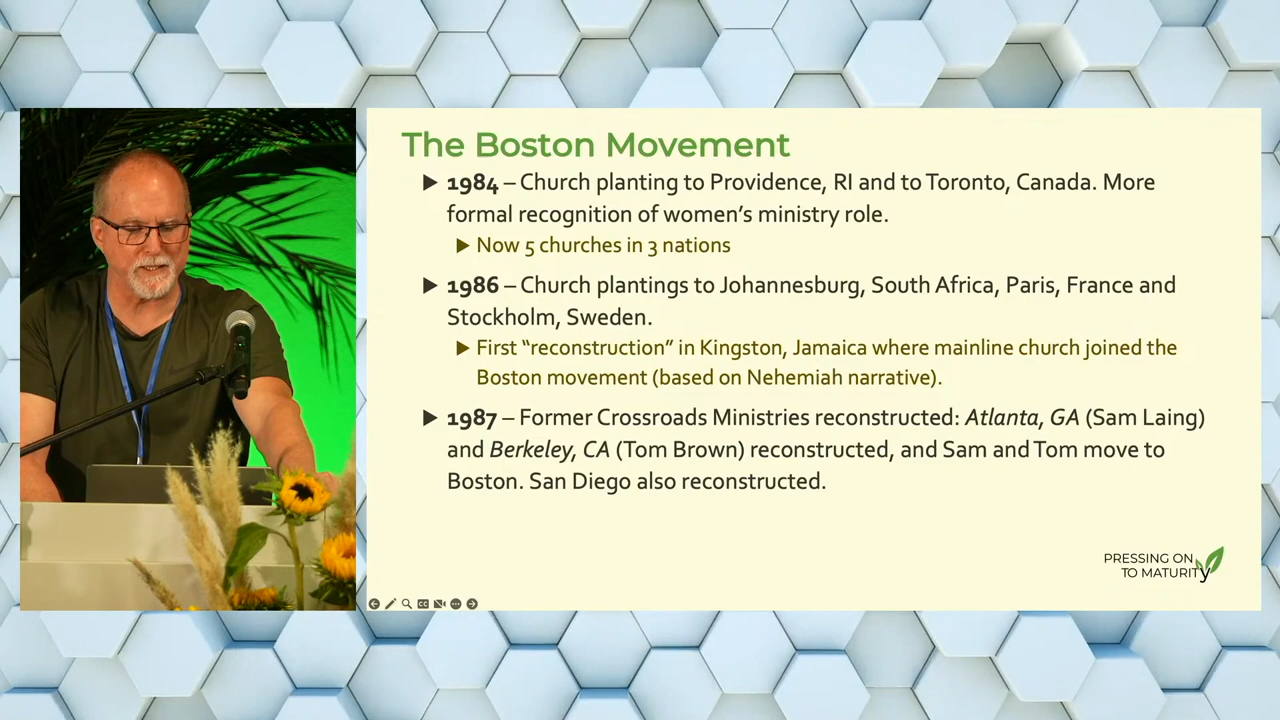 The Boston Movement
1984 – Church planting to Providence, RI and to Toronto, Canada. More
formal recognition of women’s ministry role.
Now 5 churches in 3 nations
1986 – Church plantings to Johannesburg, South Africa, Paris, France and
Stockholm, Sweden.
First “reconstruction” in Kingston, Jamaica where mainline church joined the
Boston movement (based on Nehemiah narrative).
1987 – Former Crossroads Ministries reconstructed: Atlanta, GA (Sam Laing)
and Berkeley, CA (Tom Brown) reconstructed, and Sam and Tom move to
Boston. San Diego also reconstructed.
PRESSING ON
TO MATURITy